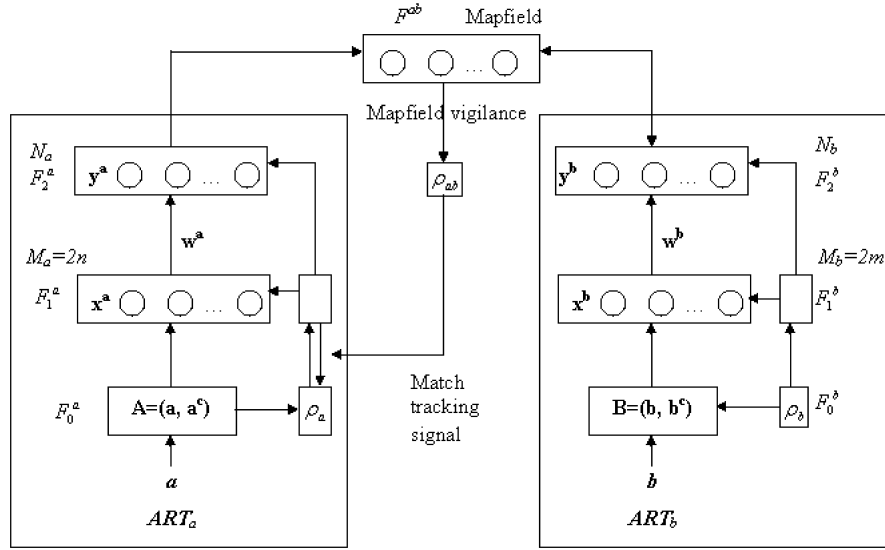 F^ab Mapfield
...
Mapfield vigilance
ρ_ab
N_a
F_2^a
y^a ...
w^a
M_a=2n
F_1^a
x^a ...
F_0^a
A=(a, a^c)
ρ_a
a
ART_a
Match
tracking
signal
N_b
F_2^b
y^b ...
w^b
M_b=2m
F_1^b
x^b ...
B=(b, b^c)
ρ_b
F_0^b
b
ART_b